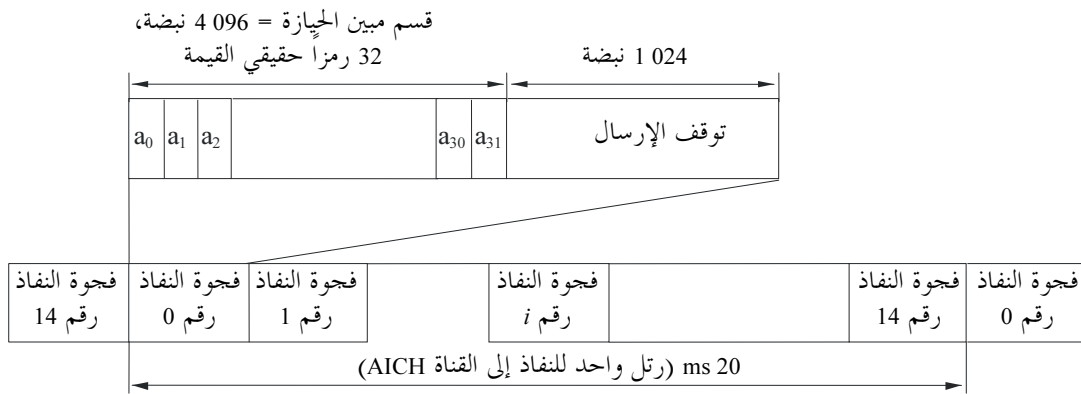 قسم مبين الحيازة = 4 096 نبضة،
32 رمزاً حقيقي القيمة
1 024 نبضة
a0 a1 a2 a30 a31 توقف الإرسال
فجوة النفاذ فجوة النفاذ فجوة النفاذ فجوة النفاذ فجوة النفاذ فجوة النفاذ
رقم 14 رقم 0 رقم 1 رقم i رقم 14 رقم 0
ms 20 (رتل واحد للنفاذ إلى القناة AICH)